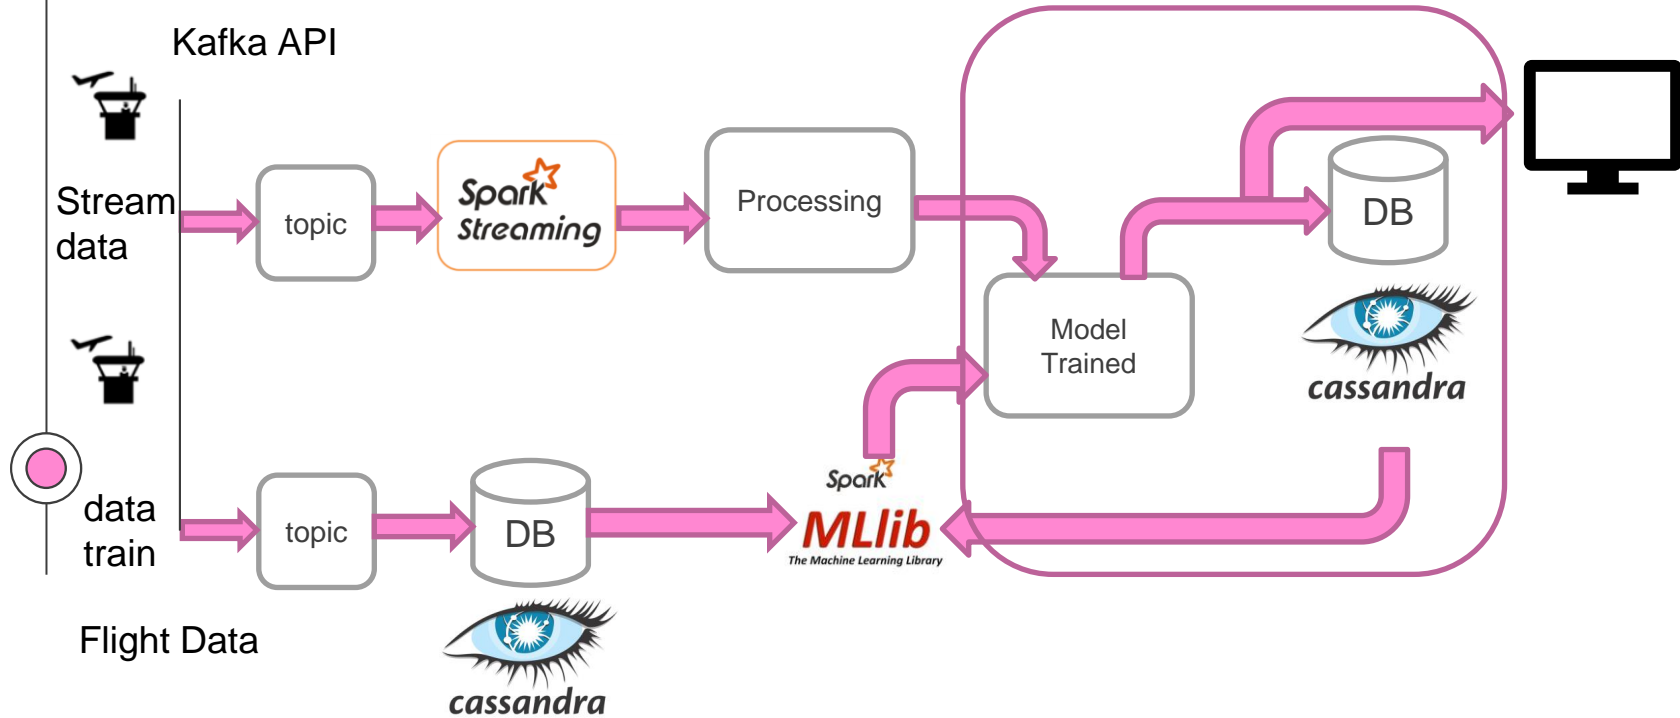 Kafka API
Stream
data
topic
Spark
Streaming
Processing
DB
Model
Trained
cassandra
Spark
MLlib
The Machine Learning Library
data
train
topic
DB
cassandra
Flight Data